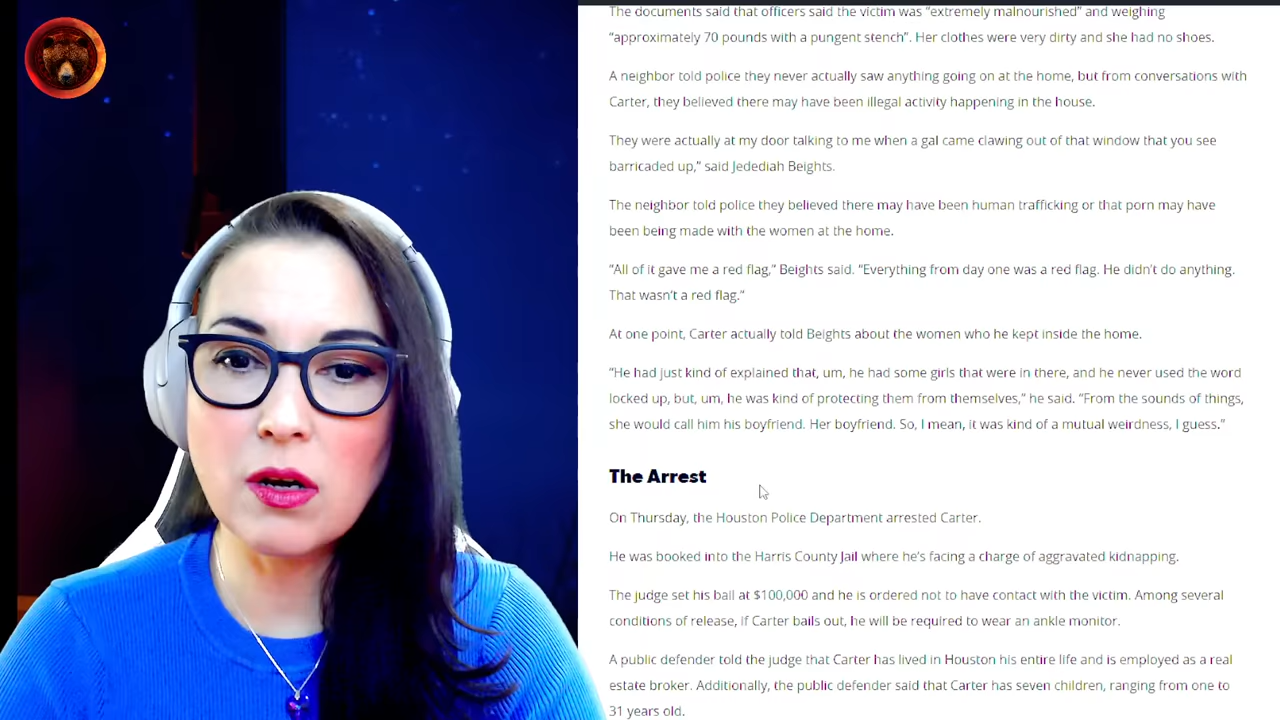 The documents said that officers said the victim was “extremely malnourished” and weighing
“approximately 70 pounds with a pungent stench”. Her clothes were very dirty and she had no shoes.
A neighbor told police they never actually saw anything going on at the home, but from conversations with
Carter, they believed there may have been illegal activity happening in the house.
They were actually at my door talking to me when a gal came clawing out of that window that you see
barricaded up,” said Jedediah Beights.
The neighbor told police they believed there may have been human trafficking or that porn may have
been being made with the women at the home.
“All of it gave me a red flag,” Beights said. “Everything from day one was a red flag. He didn’t do anything.
That wasn’t a red flag.”
At one point, Carter actually told Beights about the women who he kept inside the home.
“He had just kind of explained that, um, he had some girls that were in there, and he never used the word
locked up, but, um, he was kind of protecting them from themselves,” he said. “From the sounds of things,
she would call him his boyfriend. Her boyfriend. So, I mean, it was kind of a mutual weirdness, I guess.”
The Arrest
On Thursday, the Houston Police Department arrested Carter.
He was booked into the Harris County Jail where he’s facing a charge of aggravated kidnapping.
The judge set his bail at $100,000 and he is ordered not to have contact with the victim. Among several
conditions of release, if Carter bails out, he will be required to wear an ankle monitor.
A public defender told the judge that Carter has lived in Houston his entire life and is employed as a real
estate broker. Additionally, the public defender said that Carter has seven children, ranging from one to
31 years old.